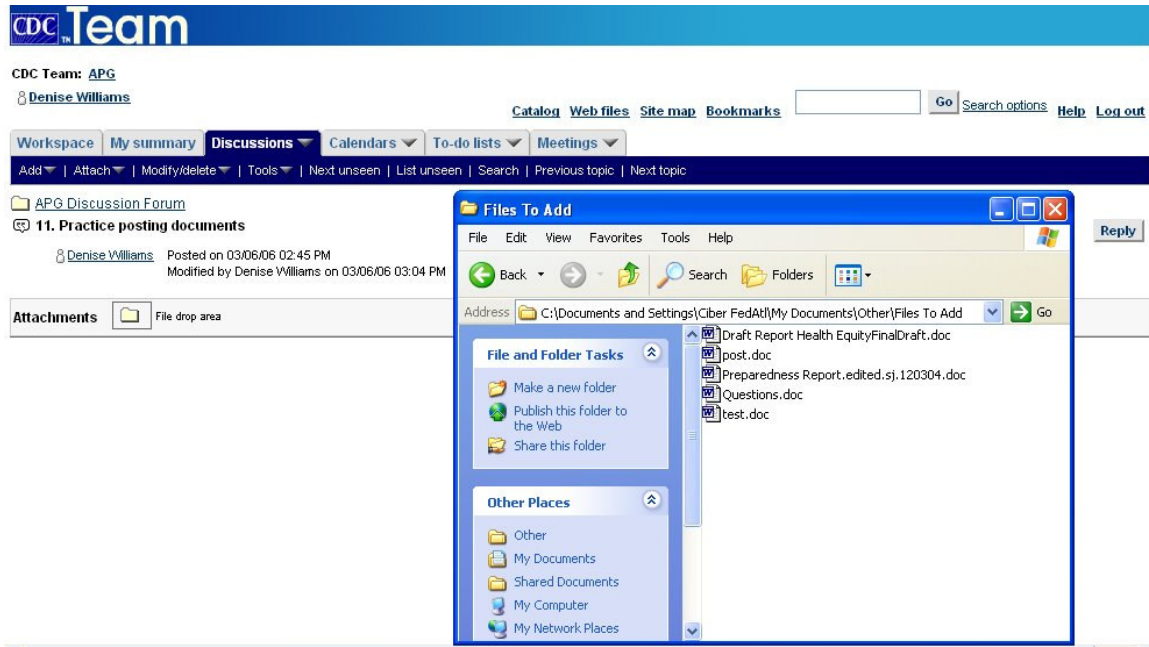 CDC TM Team
CDC Team: APG
Denise Williams
Catalog Web files Site map Bookmarks Go Search options Help Log out
Workspace My summary Discussions Calendars To-do lists Meetings
Add | Attach | Modify/delete | Tools | Next unseen | List unseen | Search | Previous topic | Next topic
APG Discussion Forum
11. Practice posting documents
Reply
Denise Williams Posted on 03/06/06 02:45 PM
Modified by Denise Williams on 03/06/06 03:04 PM
Attachments File drop area
Files To Add
File Edit View Favorites Tools Help
Back Search Folders
Address C:\Documents and Settings\Ciber FedAtl\My Documents\Other\Files To Add Go
File and Folder Tasks
Make a new folder
Publish this folder to
the Web
Share this folder
Other Places
Other
My Documents
Shared Documents
My Computer
My Network Places
Draft Report Health EquityFinalDraft.doc
post.doc
Preparedness Report.edited.sj.120304.doc
Questions.doc
test.doc